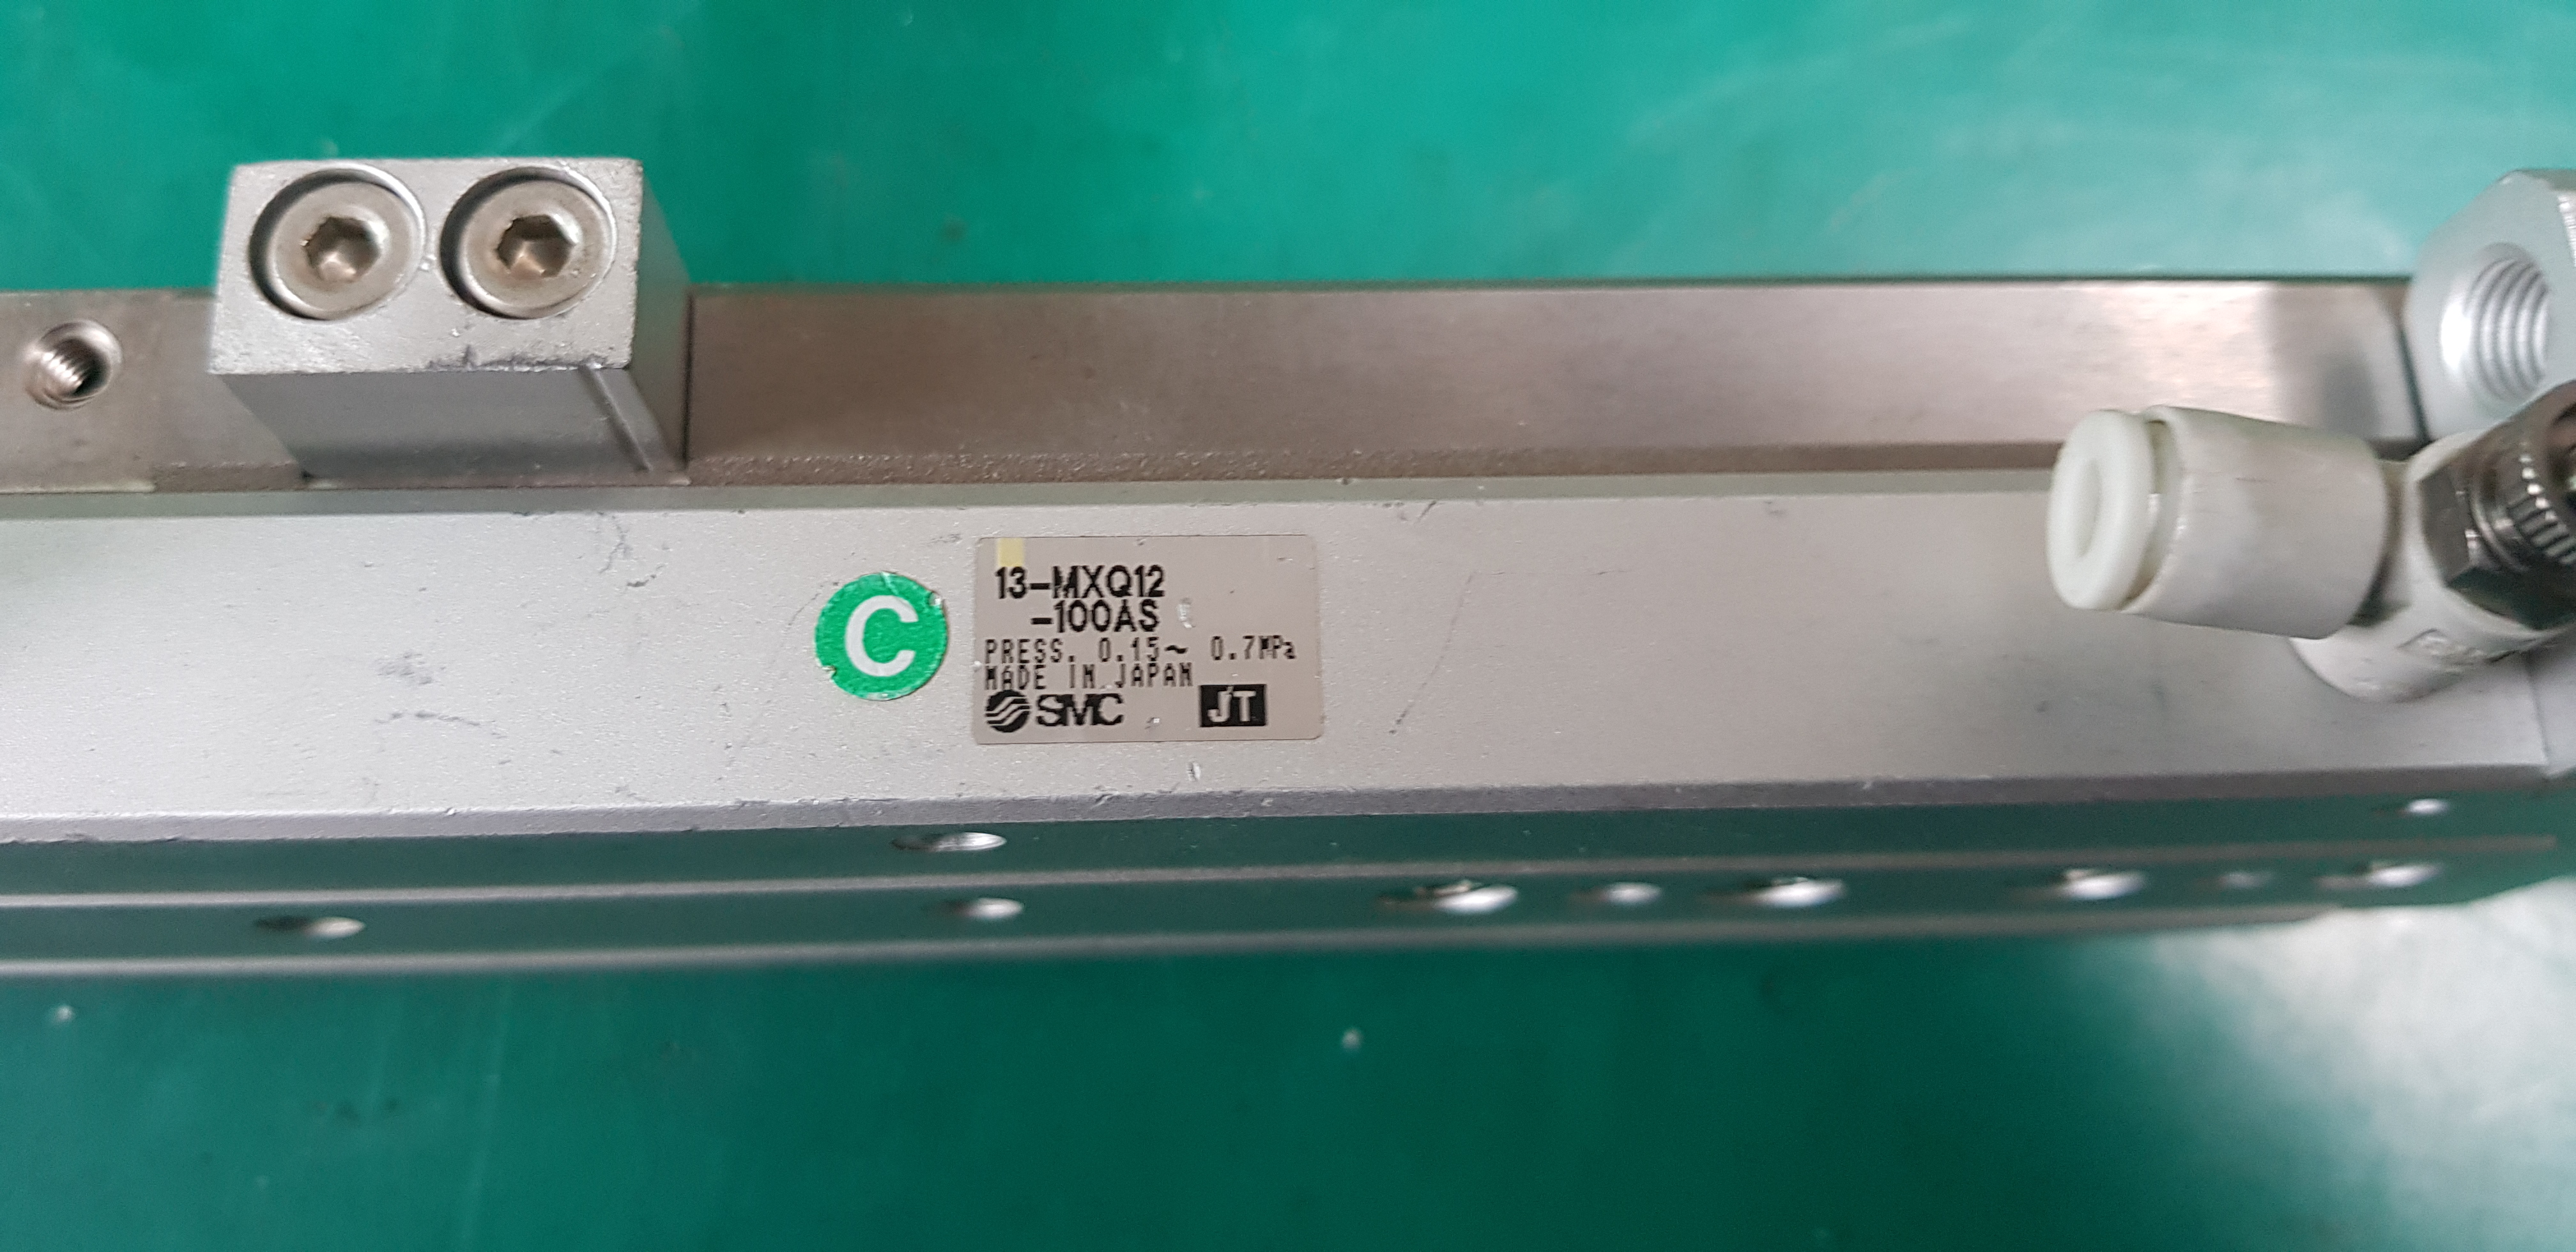 C
13-MXQ12
-100AS
PRESS. 0.15~ 0.7MPa
MADE IN JAPAN
SMC JT